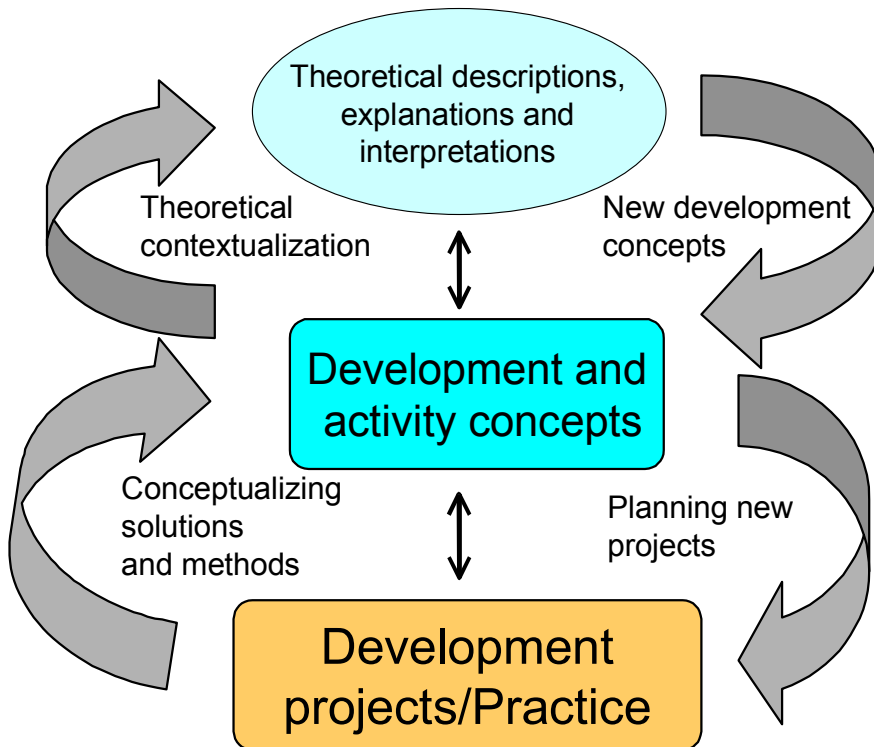 Theoretical descriptions,
explanations and
interpretations
Theoretical
contextualization
New development
concepts
Development and
activity concepts
Conceptualizing
solutions
and methods
Planning new
projects
Development
projects/Practice